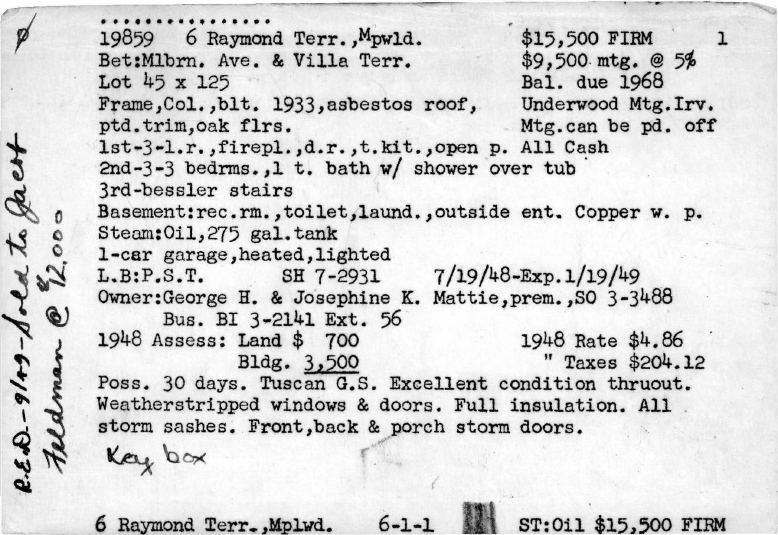 19859 6 Raymond Terr.,Mpwld. $15,500 FIRM 1
Bet:Mlbrn. Ave. & Villa Terr. $9,500 mtg. @ 5%
Lot 45 x 125 Bal. due 1968
Frame,Col.,blt. 1933,asbestos roof, Underwood Mtg.Irv.
ptd.trim,oak flrs. Mtg.can be pd. off
1st-3-l.r.,firepl.,d.r.,t.kit.,open p. All Cash
2nd-3-3 bedrms.,1 t. bath w/ shower over tub
3rd-bessler stairs
Basement:rec.rm.,toilet,laund.,outside ent. Copper w. p.
Steam:Oil,275 gal.tank
1-car garage,heated,lighted
L.B:P.S.T. SH 7-2931 7/19/48-Exp.1/19/49
Owner:George H. & Josephine K. Mattie,prem.,SO 3-3488
Bus. BI 3-2141 Ext. 56
1948 Assess: Land $ 700 1948 Rate $4.86
Bldg. 3,500 " Taxes $204.12
Poss. 30 days. Tuscan G.S. Excellent condition thruout.
Weatherstripped windows & doors. Full insulation. All
storm sashes. Front,back & porch storm doors.
Key box
6 Raymond Terr.,Mplwd. 6-1-1 ST:Oil $15,500 FIRM
R.E.D.-9/49-Sold to Jacob
Feldman @ $12,000